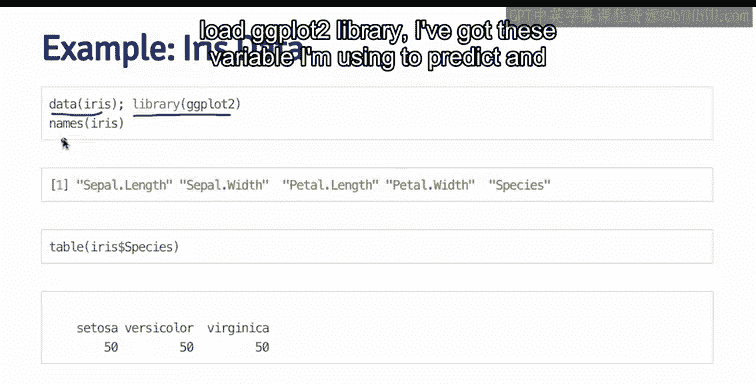 load ggplot2 library, I've got these
variable I'm using to predict and
Example: Iris Data
data(iris); library(ggplot2)
names(iris)
[1] "Sepal.Length" "Sepal.Width" "Petal.Length" "Petal.Width" "Species"
table(iris$Species)
setosa versicolor virginica
50 50 50